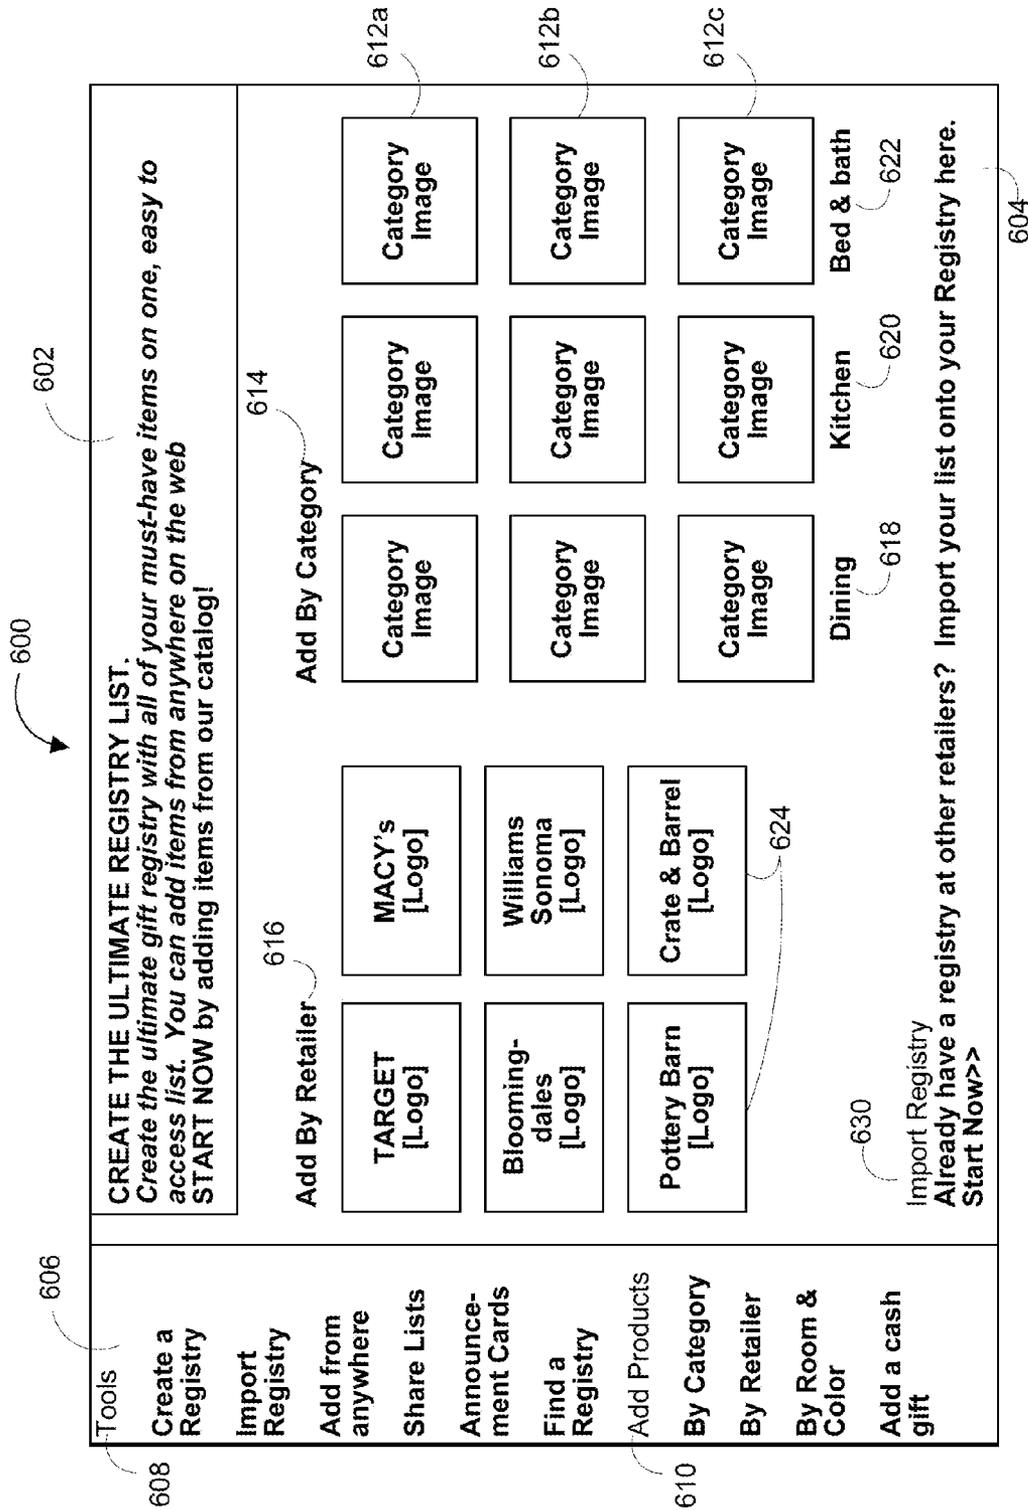 600
602
CREATE THE ULTIMATE REGISTRY LIST.
Create the ultimate gift registry with all of your must-have items on one, easy to
access list. You can add items from anywhere on the web
START NOW by adding items from our catalog!
606
608
Tools
Create a
Registry
Import
Registry
Add from
anywhere
Share Lists
Announce-
ment Cards
Find a
Registry
610
Add Products
By Category
By Retailer
By Room &
Color
Add a cash
gift
Add By Retailer
616
TARGET
[Logo]
MACY's
[Logo]
Blooming-
dales
[Logo]
Williams
Sonoma
[Logo]
Pottery Barn
[Logo]
Crate & Barrel
[Logo]
624
Add By Category
614
Category
Image
Category
Image
Category
Image
612a
Category
Image
Category
Image
Category
Image
612b
Category
Image
Category
Image
Category
Image
612c
Dining
618
Kitchen
620
Bed & bath
622
630
Import Registry
Already have a registry at other retailers? Import your list onto your Registry here.
Start Now>>
604